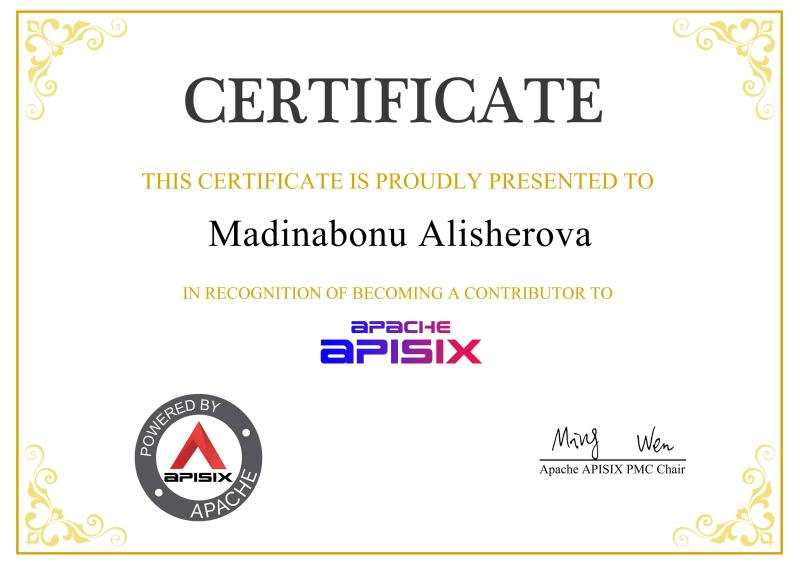 CERTIFICATE
THIS CERTIFICATE IS PROUDLY PRESENTED TO
Madinabonu Alisherova
IN RECOGNITION OF BECOMING A CONTRIBUTOR TO
APACHE
APISIX
POWERED BY
APISIX
APACHE
Ming Wen
Apache APISIX PMC Chair